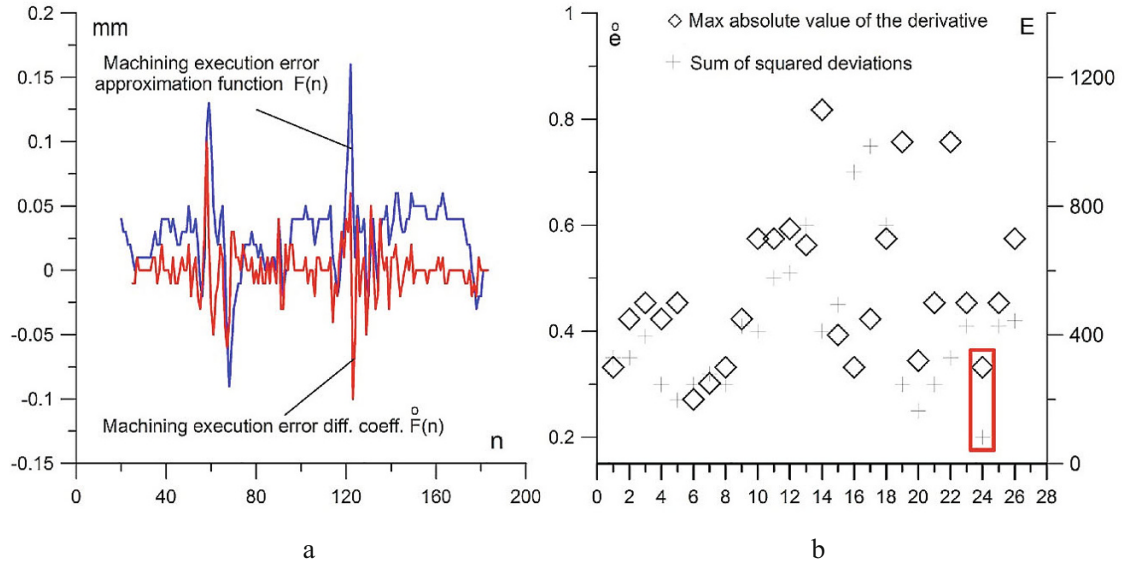 0.2
0.15
0.1
0.05
0
-0.05
-0.1
-0.15
mm
Machining execution error
approximation function F(n)
Machining execution error diff. coeff. F̊(n)
n
0 40 80 120 160 200
a
1
0.8
0.6
0.4
0.2
e̊
Max absolute value of the derivative
Sum of squared deviations
E
1200
800
400
0
0 2 4 6 8 10 12 14 16 18 20 22 24 26 28
b